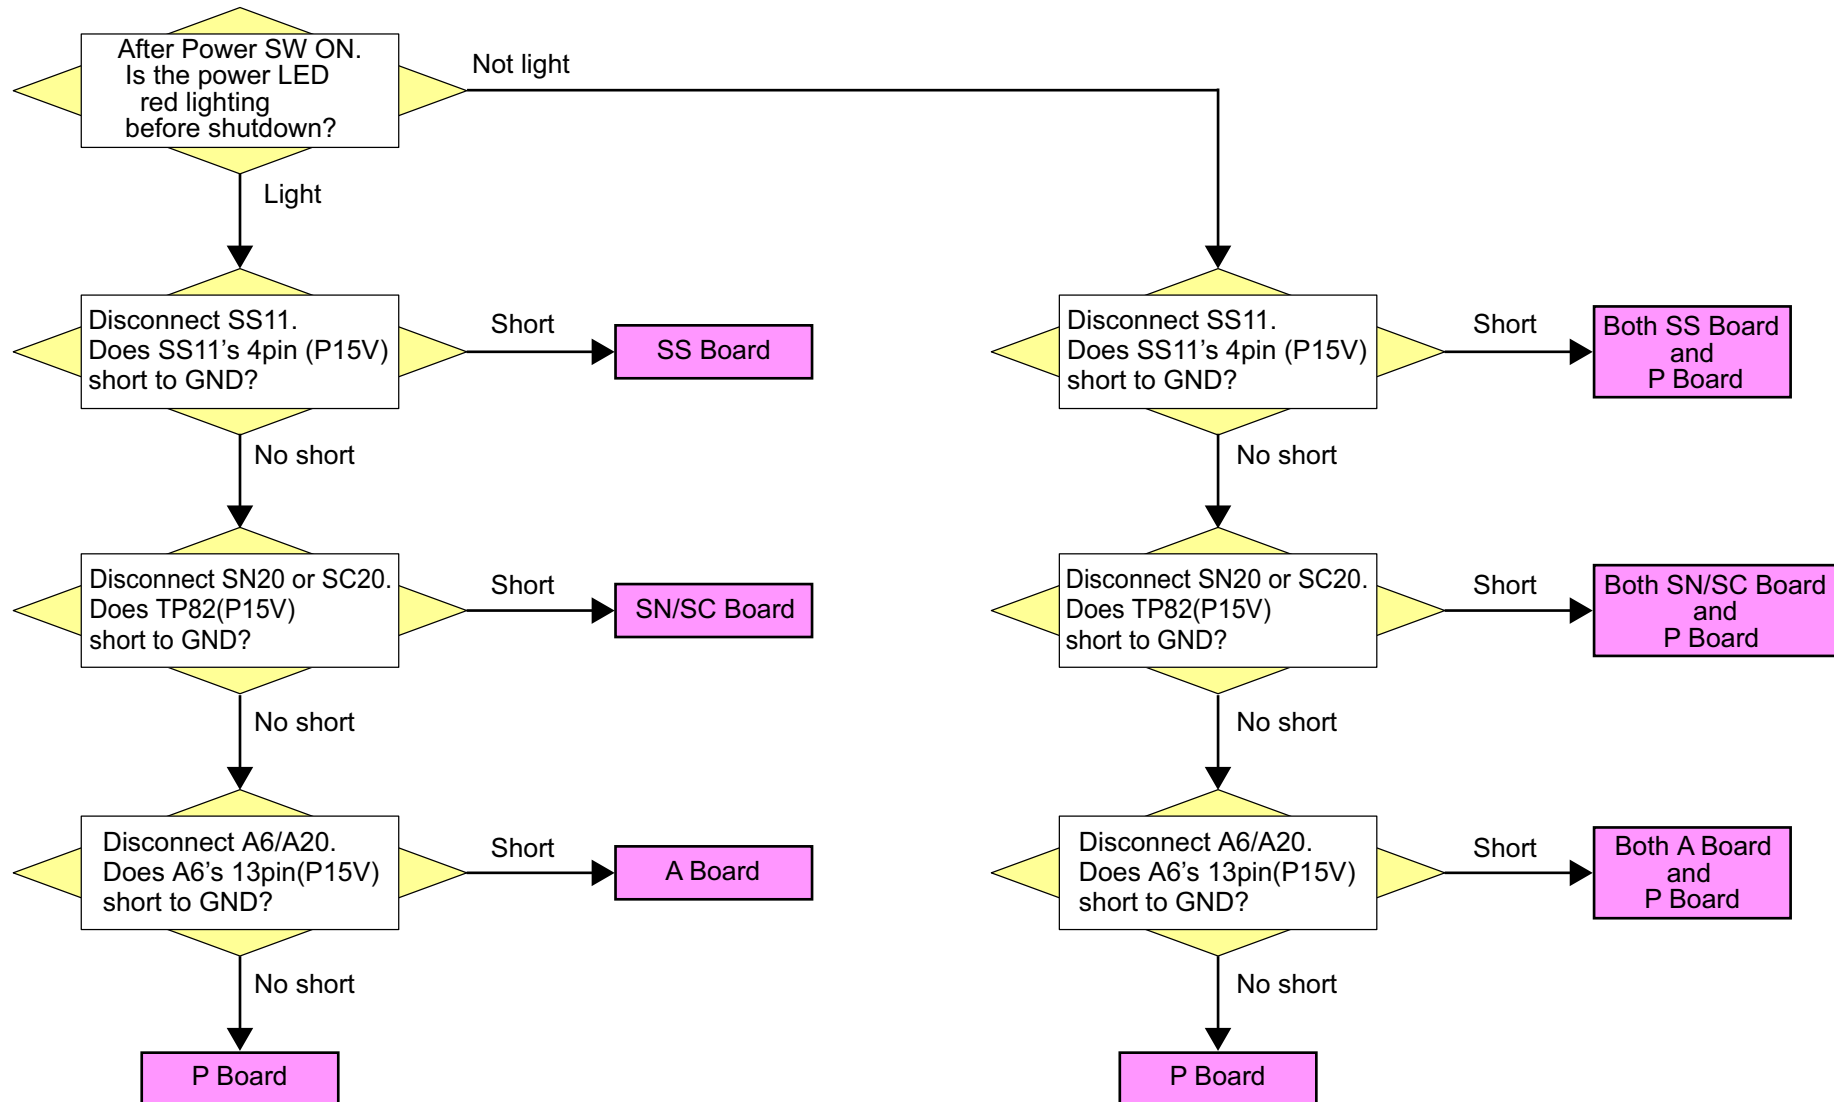 After Power SW ON.
Is the power LED
red lighting
before shutdown?
Not light
Light
Disconnect SS11.
Does SS11’s 4pin (P15V)
short to GND?
Short
SS Board
Disconnect SS11.
Does SS11’s 4pin (P15V)
short to GND?
Short
Both SS Board
and
P Board
No short
No short
Disconnect SN20 or SC20.
Does TP82(P15V)
short to GND?
Short
SN/SC Board
Disconnect SN20 or SC20.
Does TP82(P15V)
short to GND?
Short
Both SN/SC Board
and
P Board
No short
No short
Disconnect A6/A20.
Does A6’s 13pin(P15V)
short to GND?
Short
A Board
Disconnect A6/A20.
Does A6’s 13pin(P15V)
short to GND?
Short
Both A Board
and
P Board
No short
No short
P Board
P Board